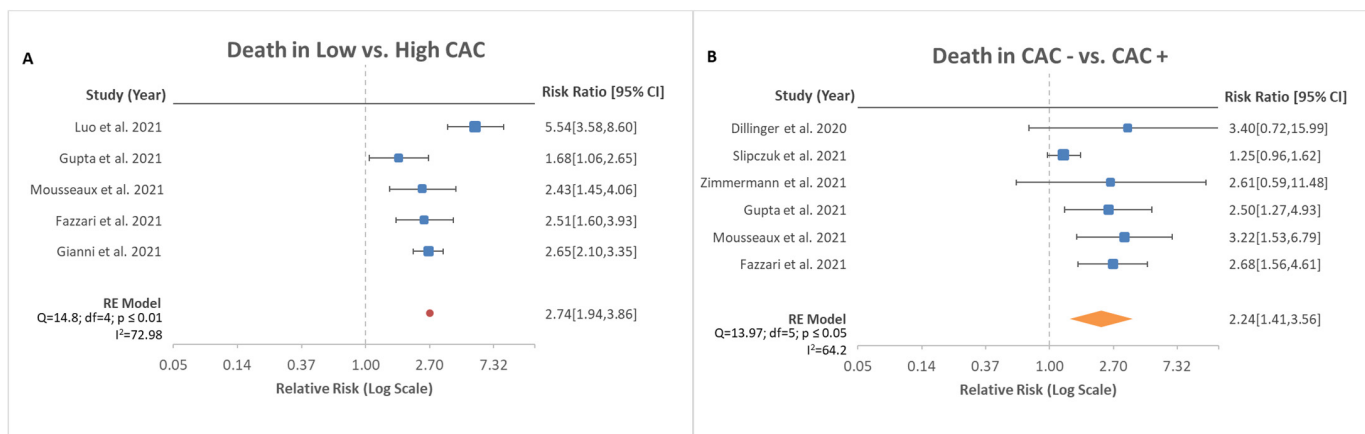 A
Death in Low vs. High CAC
Study (Year)
Risk Ratio [95% CI]
Luo et al. 2021
5.54[3.58,8.60]
Gupta et al. 2021
1.68[1.06,2.65]
Mousseaux et al. 2021
2.43[1.45,4.06]
Fazzari et al. 2021
2.51[1.60,3.93]
Gianni et al. 2021
2.65[2.10,3.35]
RE Model
2.74[1.94,3.86]
Q=14.8; df=4; p ≤ 0.01
I²=72.98
0.05 0.14 0.37 1.00 2.70 7.32
Relative Risk (Log Scale)
B
Death in CAC - vs. CAC +
Study (Year)
Risk Ratio [95% CI]
Dillinger et al. 2020
3.40[0.72,15.99]
Slipczuk et al. 2021
1.25[0.96,1.62]
Zimmermann et al. 2021
2.61[0.59,11.48]
Gupta et al. 2021
2.50[1.27,4.93]
Mousseaux et al. 2021
3.22[1.53,6.79]
Fazzari et al. 2021
2.68[1.56,4.61]
RE Model
2.24[1.41,3.56]
Q=13.97; df=5; p ≤ 0.05
I²=64.2
0.05 0.14 0.37 1.00 2.70 7.32
Relative Risk (Log Scale)